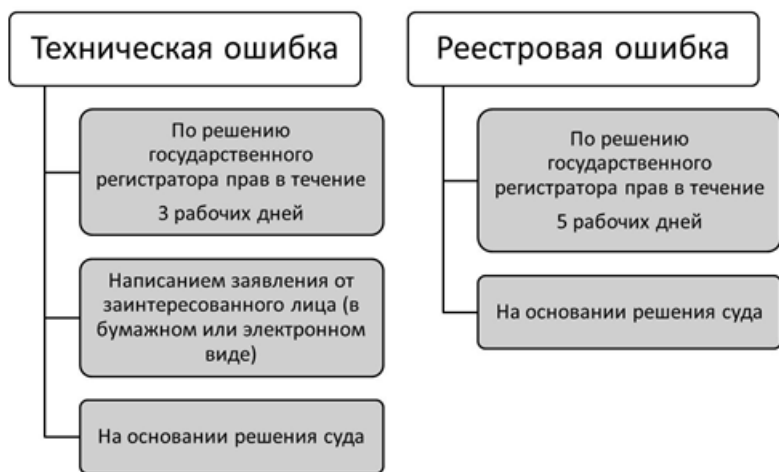 Техническая ошибка
По решению
государственного
регистратора прав в течение
3 рабочих дней
Написанием заявления от
заинтересованного лица (в
бумажном или электронном
виде)
На основании решения суда
Реестровая ошибка
По решению
государственного
регистратора прав в течение
5 рабочих дней
На основании решения суда